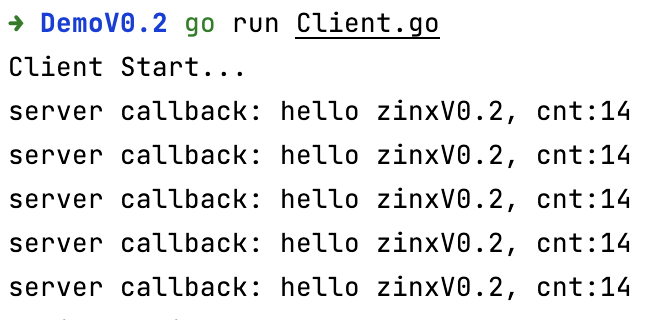 ➜ DemoV0.2 go run Client.go
Client Start...
server callback: hello zinxV0.2, cnt:14
server callback: hello zinxV0.2, cnt:14
server callback: hello zinxV0.2, cnt:14
server callback: hello zinxV0.2, cnt:14
server callback: hello zinxV0.2, cnt:14